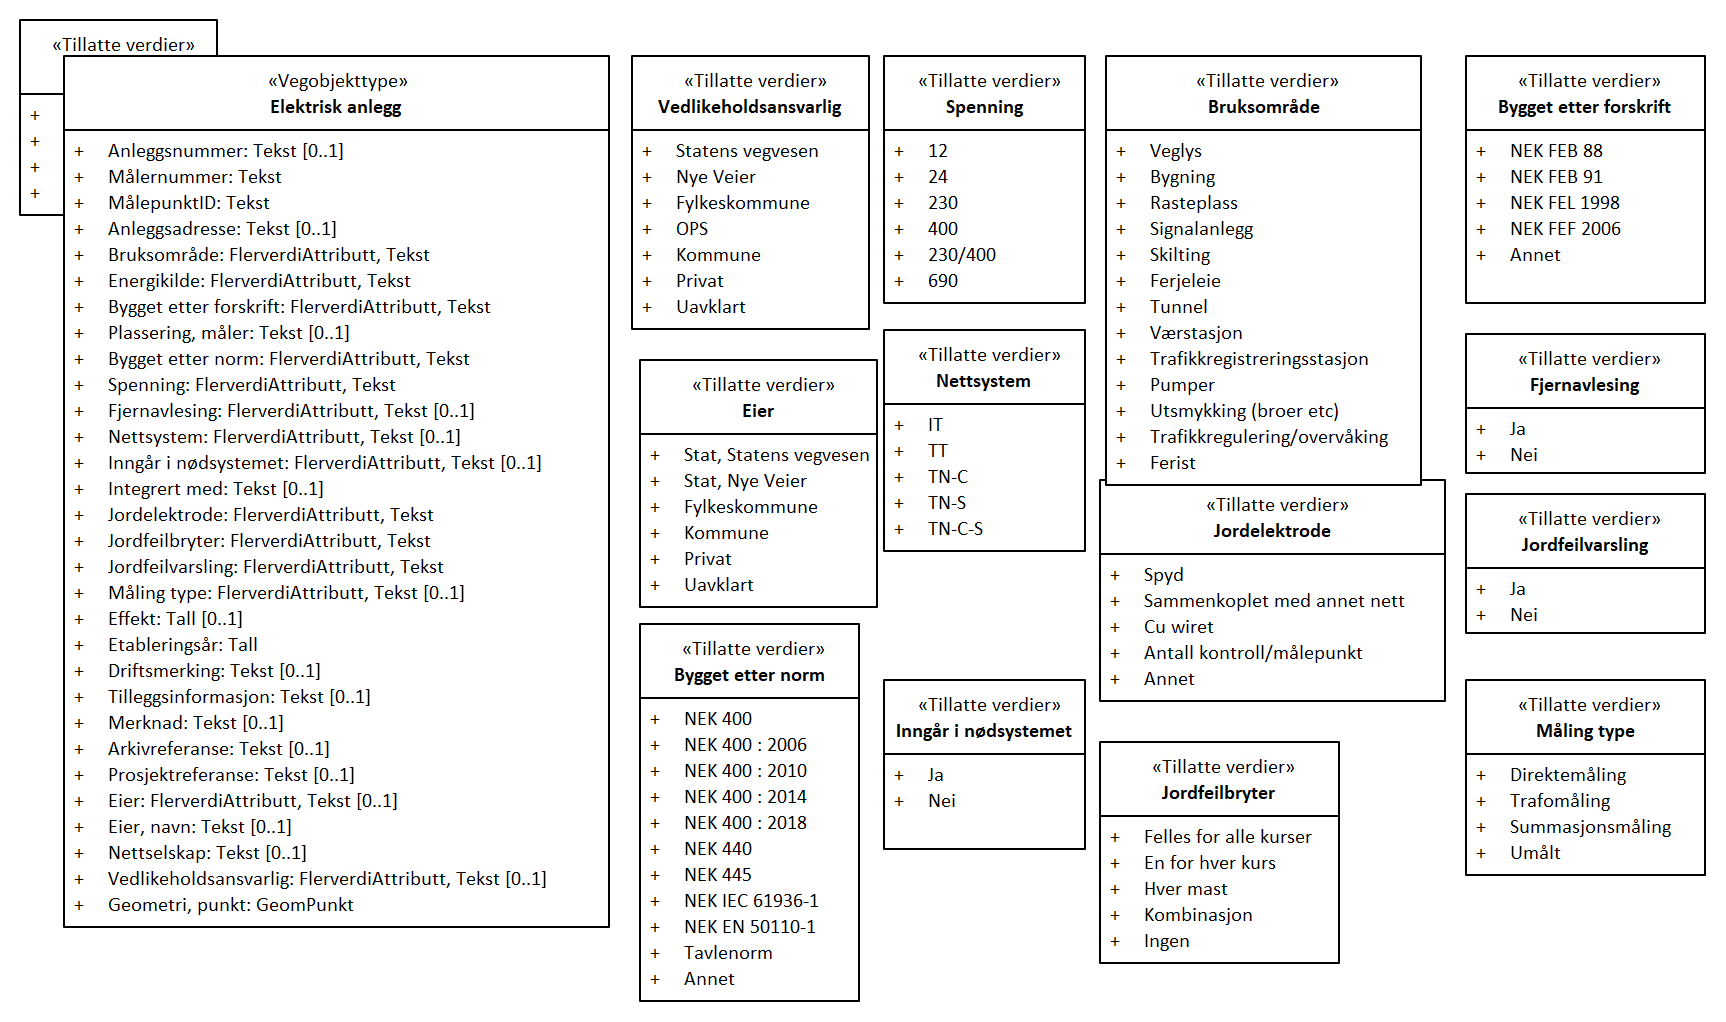 «Tillatte verdier»
+
+
+
+
«Vegobjekttype»
Elektrisk anlegg
+ Anleggsnummer: Tekst [0..1]
+ Målernummer: Tekst
+ MålepunktID: Tekst
+ Anleggsadresse: Tekst [0..1]
+ Bruksområde: FlerverdiAttributt, Tekst
+ Energikilde: FlerverdiAttributt, Tekst
+ Bygget etter forskrift: FlerverdiAttributt, Tekst
+ Plassering, måler: Tekst [0..1]
+ Bygget etter norm: FlerverdiAttributt, Tekst
+ Spenning: FlerverdiAttributt, Tekst
+ Fjernavlesing: FlerverdiAttributt, Tekst [0..1]
+ Nettsystem: FlerverdiAttributt, Tekst [0..1]
+ Inngår i nødsystemet: FlerverdiAttributt, Tekst [0..1]
+ Integrert med: Tekst [0..1]
+ Jordelektrode: FlerverdiAttributt, Tekst
+ Jordfeilbryter: FlerverdiAttributt, Tekst
+ Jordfeilvarsling: FlerverdiAttributt, Tekst
+ Måling type: FlerverdiAttributt, Tekst [0..1]
+ Effekt: Tall [0..1]
+ Etableringsår: Tall
+ Driftsmerking: Tekst [0..1]
+ Tilleggsinformasjon: Tekst [0..1]
+ Merknad: Tekst [0..1]
+ Arkivreferanse: Tekst [0..1]
+ Prosjektreferanse: Tekst [0..1]
+ Eier: FlerverdiAttributt, Tekst [0..1]
+ Eier, navn: Tekst [0..1]
+ Nettselskap: Tekst [0..1]
+ Vedlikeholdsansvarlig: FlerverdiAttributt, Tekst [0..1]
+ Geometri, punkt: GeomPunkt
«Tillatte verdier»
Vedlikeholdsansvarlig
+ Statens vegvesen
+ Nye Veier
+ Fylkeskommune
+ OPS
+ Kommune
+ Privat
+ Uavklart
«Tillatte verdier»
Eier
+ Stat, Statens vegvesen
+ Stat, Nye Veier
+ Fylkeskommune
+ Kommune
+ Privat
+ Uavklart
«Tillatte verdier»
Bygget etter norm
+ NEK 400
+ NEK 400 : 2006
+ NEK 400 : 2010
+ NEK 400 : 2014
+ NEK 400 : 2018
+ NEK 440
+ NEK 445
+ NEK IEC 61936-1
+ NEK EN 50110-1
+ Tavlenorm
+ Annet
«Tillatte verdier»
Spenning
+ 12
+ 24
+ 230
+ 400
+ 230/400
+ 690
«Tillatte verdier»
Nettsystem
+ IT
+ TT
+ TN-C
+ TN-S
+ TN-C-S
«Tillatte verdier»
Inngår i nødsystemet
+ Ja
+ Nei
«Tillatte verdier»
Bruksområde
+ Veglys
+ Bygning
+ Rasteplass
+ Signalanlegg
+ Skilting
+ Ferjeleie
+ Tunnel
+ Værstasjon
+ Trafikkregistreringsstasjon
+ Pumper
+ Utsmykking (broer etc)
+ Trafikkregulering/overvåking
+ Ferist
«Tillatte verdier»
Jordelektrode
+ Spyd
+ Sammenkoplet med annet nett
+ Cu wiret
+ Antall kontroll/målepunkt
+ Annet
«Tillatte verdier»
Jordfeilbryter
+ Felles for alle kurser
+ En for hver kurs
+ Hver mast
+ Kombinasjon
+ Ingen
«Tillatte verdier»
Bygget etter forskrift
+ NEK FEB 88
+ NEK FEB 91
+ NEK FEL 1998
+ NEK FEF 2006
+ Annet
«Tillatte verdier»
Fjernavlesing
+ Ja
+ Nei
«Tillatte verdier»
Jordfeilvarsling
+ Ja
+ Nei
«Tillatte verdier»
Måling type
+ Direktemåling
+ Trafomåling
+ Summasjonsmåling
+ Umålt